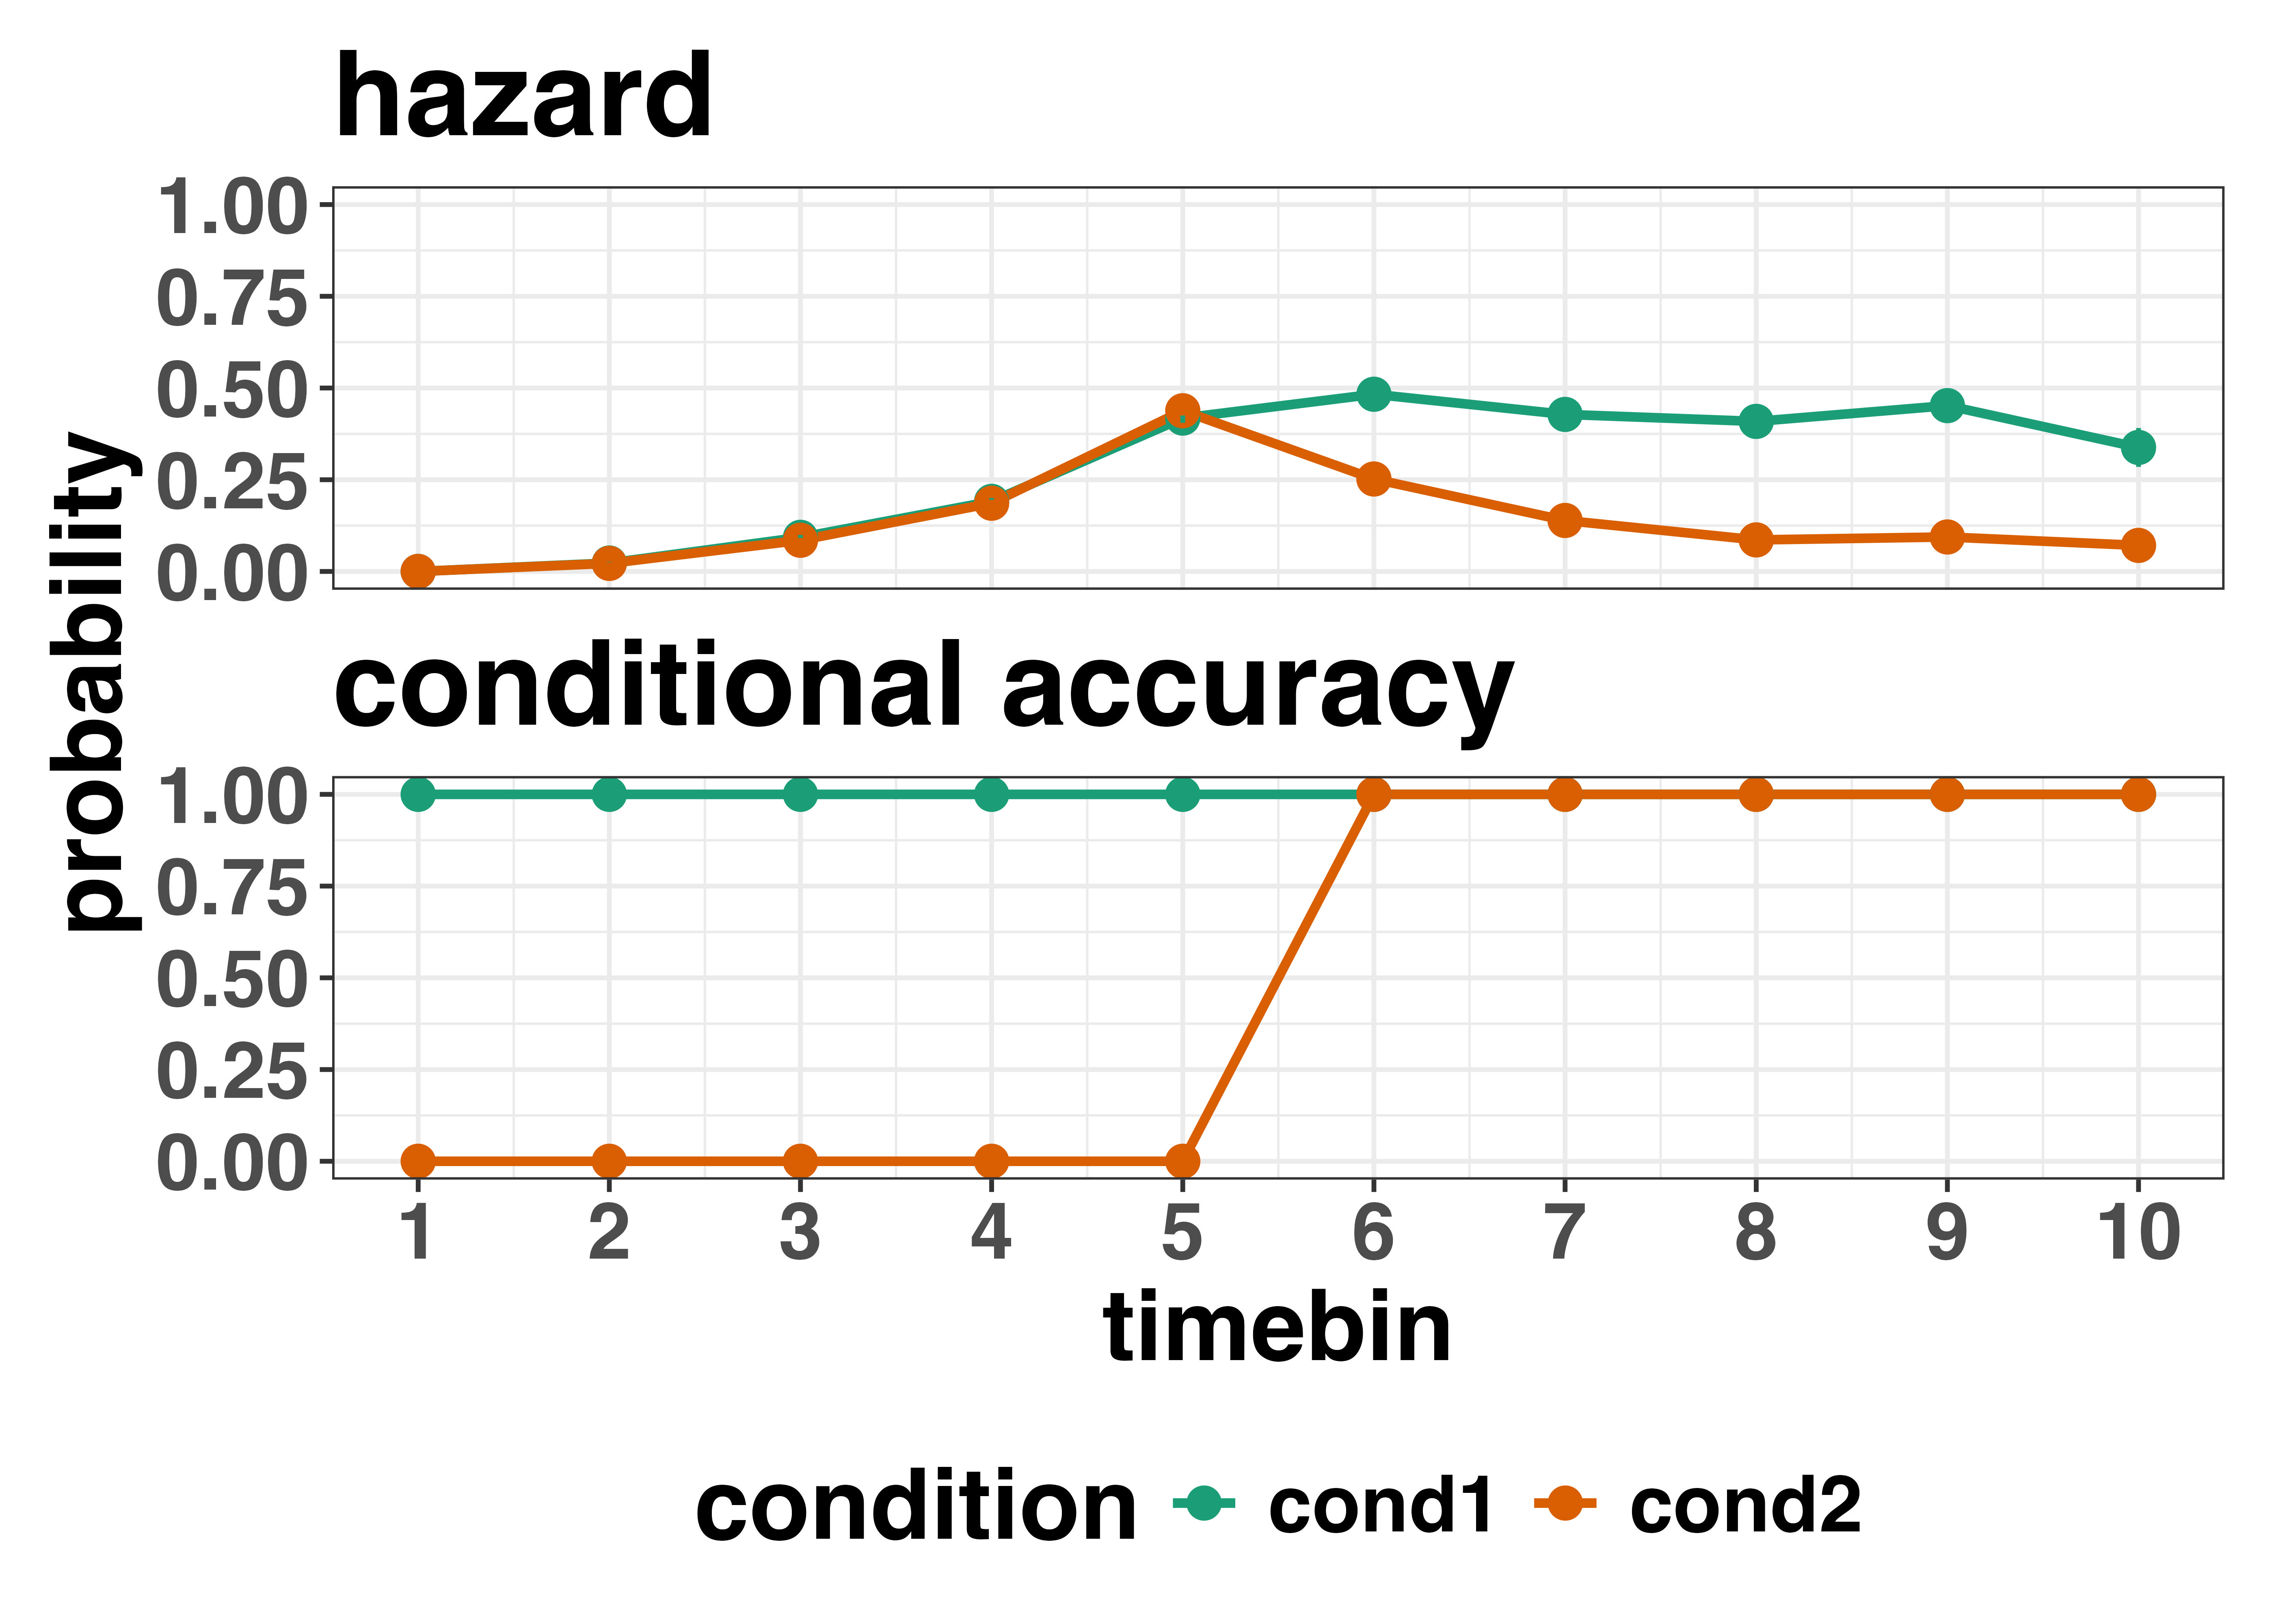 hazard
1.00
0.75
0.50
0.25
0.00
probability
conditional accuracy
1.00
0.75
0.50
0.25
0.00
1 2 3 4 5 6 7 8 9 10
timebin
condition cond1 cond2